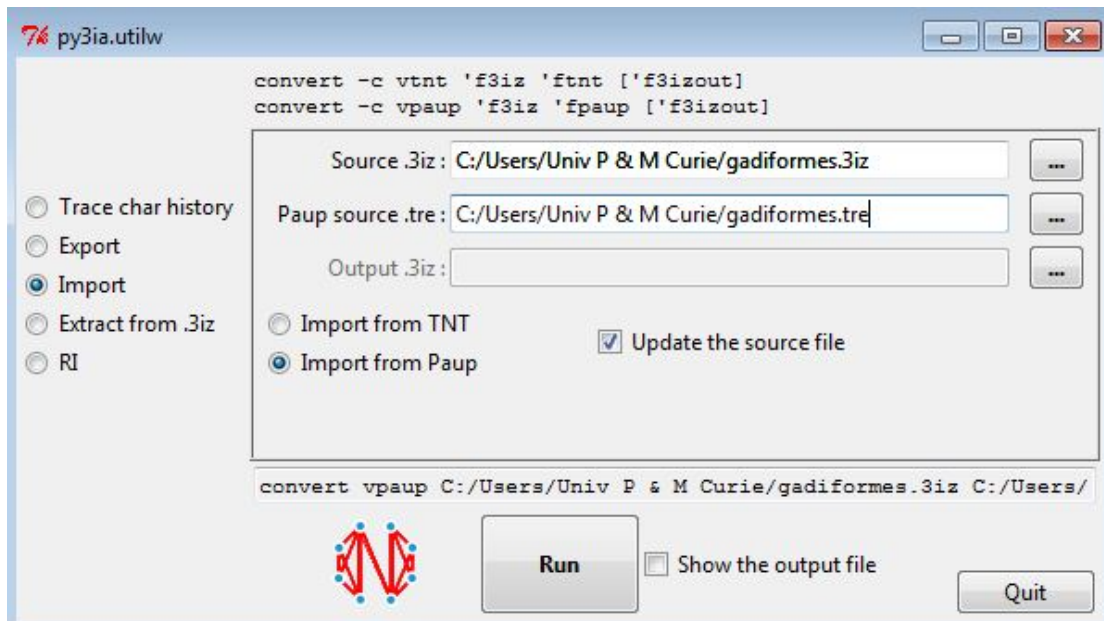 py3ia.utilw
convert -c vtnt 'f3iz 'ftnt ['f3izout]
convert -c vpaup 'f3iz 'fpaup ['f3izout]
Trace char history
Export
Import
Extract from .3iz
RI
Source .3iz : C:/Users/Univ P & M Curie/gadiformes.3iz ...
Paup source .tre : C:/Users/Univ P & M Curie/gadiformes.tre ...
Output .3iz : ...
Import from TNT
Import from Paup
Update the source file
convert vpaup C:/Users/Univ P & M Curie/gadiformes.3iz C:/Users/
Run
Show the output file
Quit